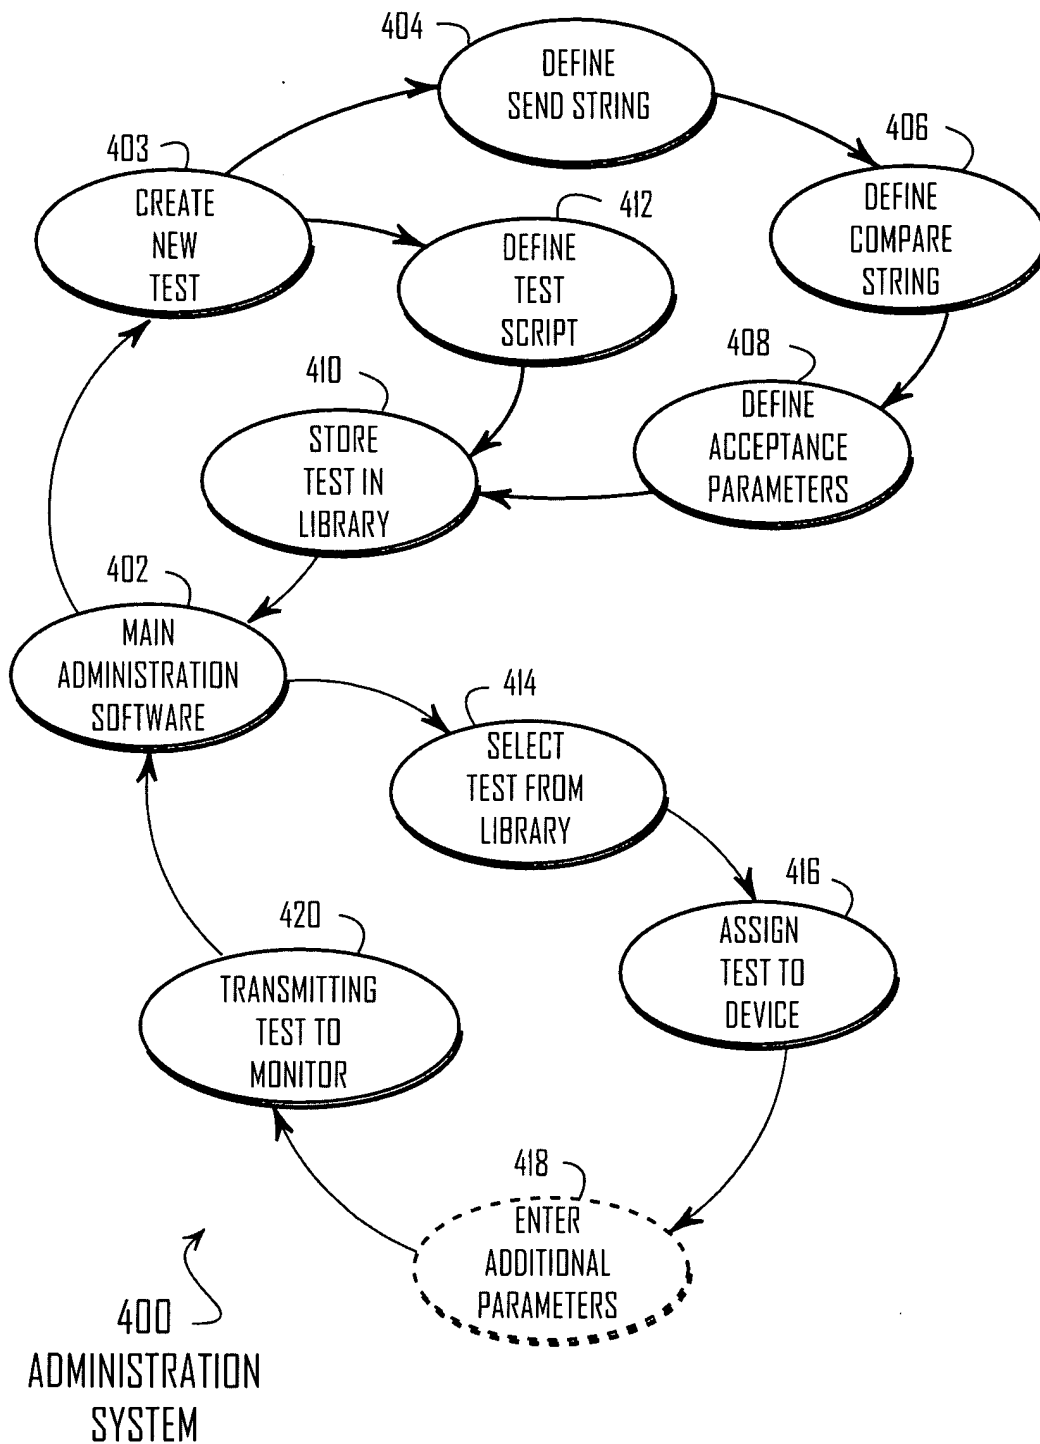 404
DEFINE
SEND STRING
403
CREATE
NEW
TEST
406
DEFINE
COMPARE
STRING
412
DEFINE
TEST
SCRIPT
410
STORE
TEST IN
LIBRARY
408
DEFINE
ACCEPTANCE
PARAMETERS
402
MAIN
ADMINISTRATION
SOFTWARE
414
SELECT
TEST FROM
LIBRARY
416
ASSIGN
TEST TO
DEVICE
420
TRANSMITTING
TEST TO
MONITOR
418
ENTER
ADDITIONAL
PARAMETERS
400
ADMINISTRATION
SYSTEM